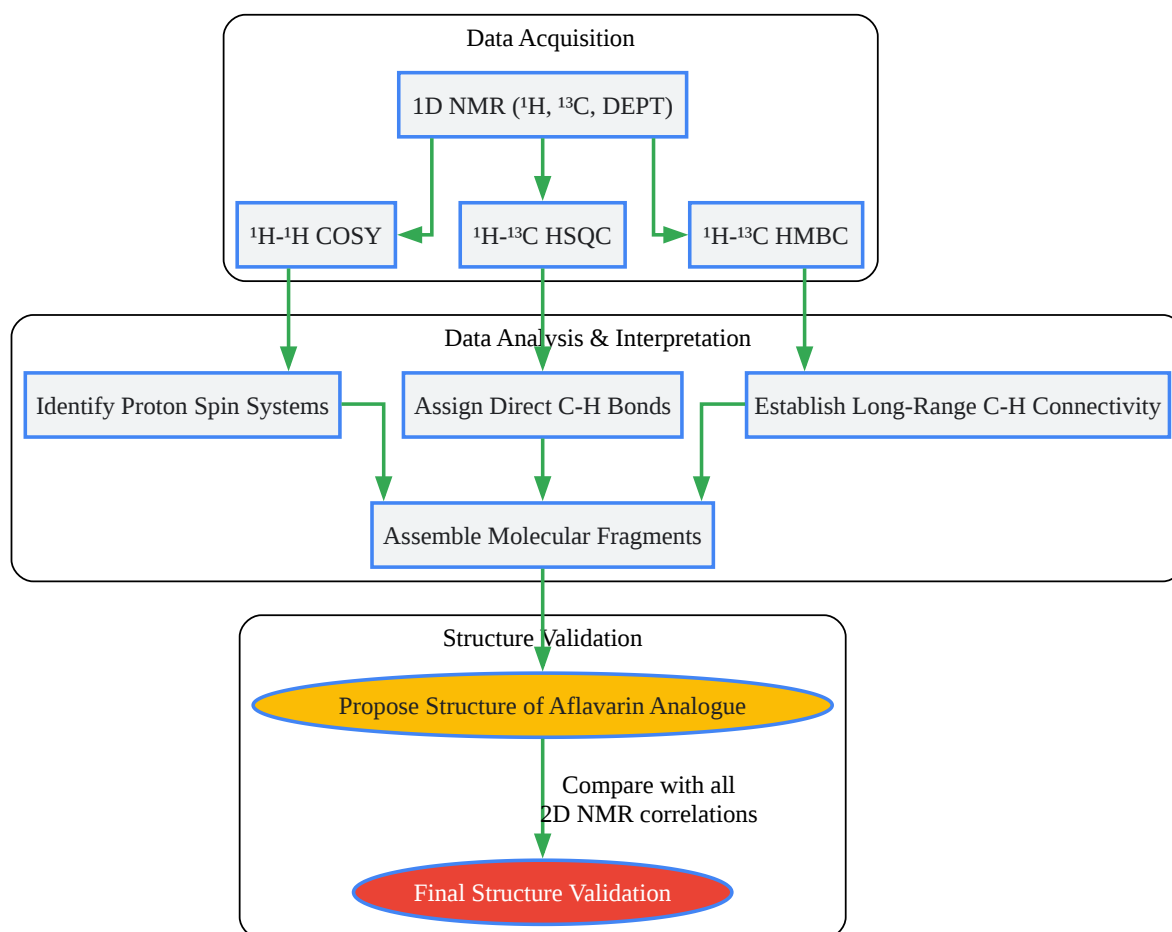 Data Acquisition
1D NMR (¹H, ¹³C, DEPT)
¹H-¹H COSY
¹H-¹³C HSQC
¹H-¹³C HMBC
Data Analysis & Interpretation
Identify Proton Spin Systems
Assign Direct C-H Bonds
Establish Long-Range C-H Connectivity
Assemble Molecular Fragments
Structure Validation
Propose Structure of Aflavarin Analogue
Compare with all
2D NMR correlations
Final Structure Validation